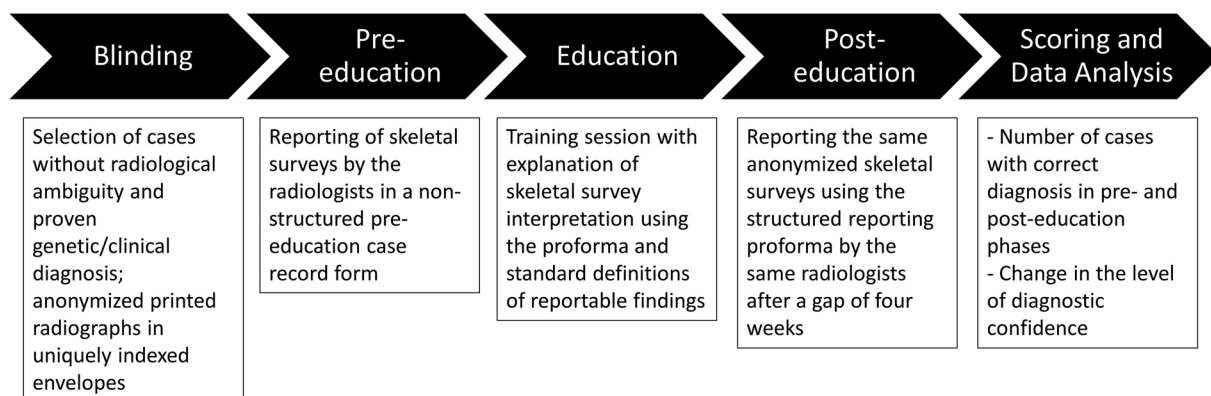 Blinding
Pre-
education
Education
Post-
education
Scoring and
Data Analysis
Selection of cases
without radiological
ambiguity and
proven
genetic/clinical
diagnosis;
anonymized printed
radiographs in
uniquely indexed
envelopes
Reporting of skeletal
surveys by the
radiologists in a non-
structured pre-
education case
record form
Training session with
explanation of
skeletal survey
interpretation using
the proforma and
standard definitions
of reportable findings
Reporting the same
anonymized skeletal
surveys using the
structured reporting
proforma by the
same radiologists
after a gap of four
weeks
- Number of cases
with correct
diagnosis in pre- and
post-education
phases
- Change in the level
of diagnostic
confidence